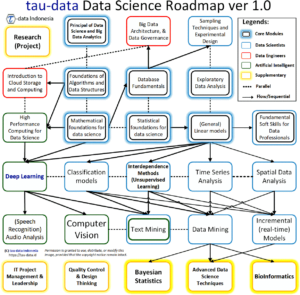 tau-data Data Science Roadmap ver 1.0
-data Indonesia
Research
(Project)
Principal of Data
Science and Big
Data Analytics
Big Data
Architecture, &
Data Governance
Sampling
Techniques and
Experimental
Design
Legends:
Core Modules
Data Scientists
Data Engineers
Artificial Intelligent
Supplementary
Parallel
Flow/sequential
Introduction to
Cloud Storage
and Computing
Foundations of
Algorithms and
Data Structures
Database
Fundamentals
Exploratory
Data Analysis
High
Performance
Computing for
Data Science
Mathematical
foundations for
data science
Statistical
foundations for
data science
(General)
Linear models
Fundamental
Soft Skills for
Data
Professionals
Deep Learning
Classification
models
Interdependence
Methods
(Unsupervised
Learning)
Time Series
Analysis
Spatial Data
Analysis
(Speech
Recognition)
Audio Analysis
Computer
Vision
Text Mining
Data Mining
Incremental
(real-time)
Models
IT Project
Management &
Leadership
Quality Control
& Design
Thinking
Bayesian
Statistics
Advanced Data
Science
Techniques
BioInformatics